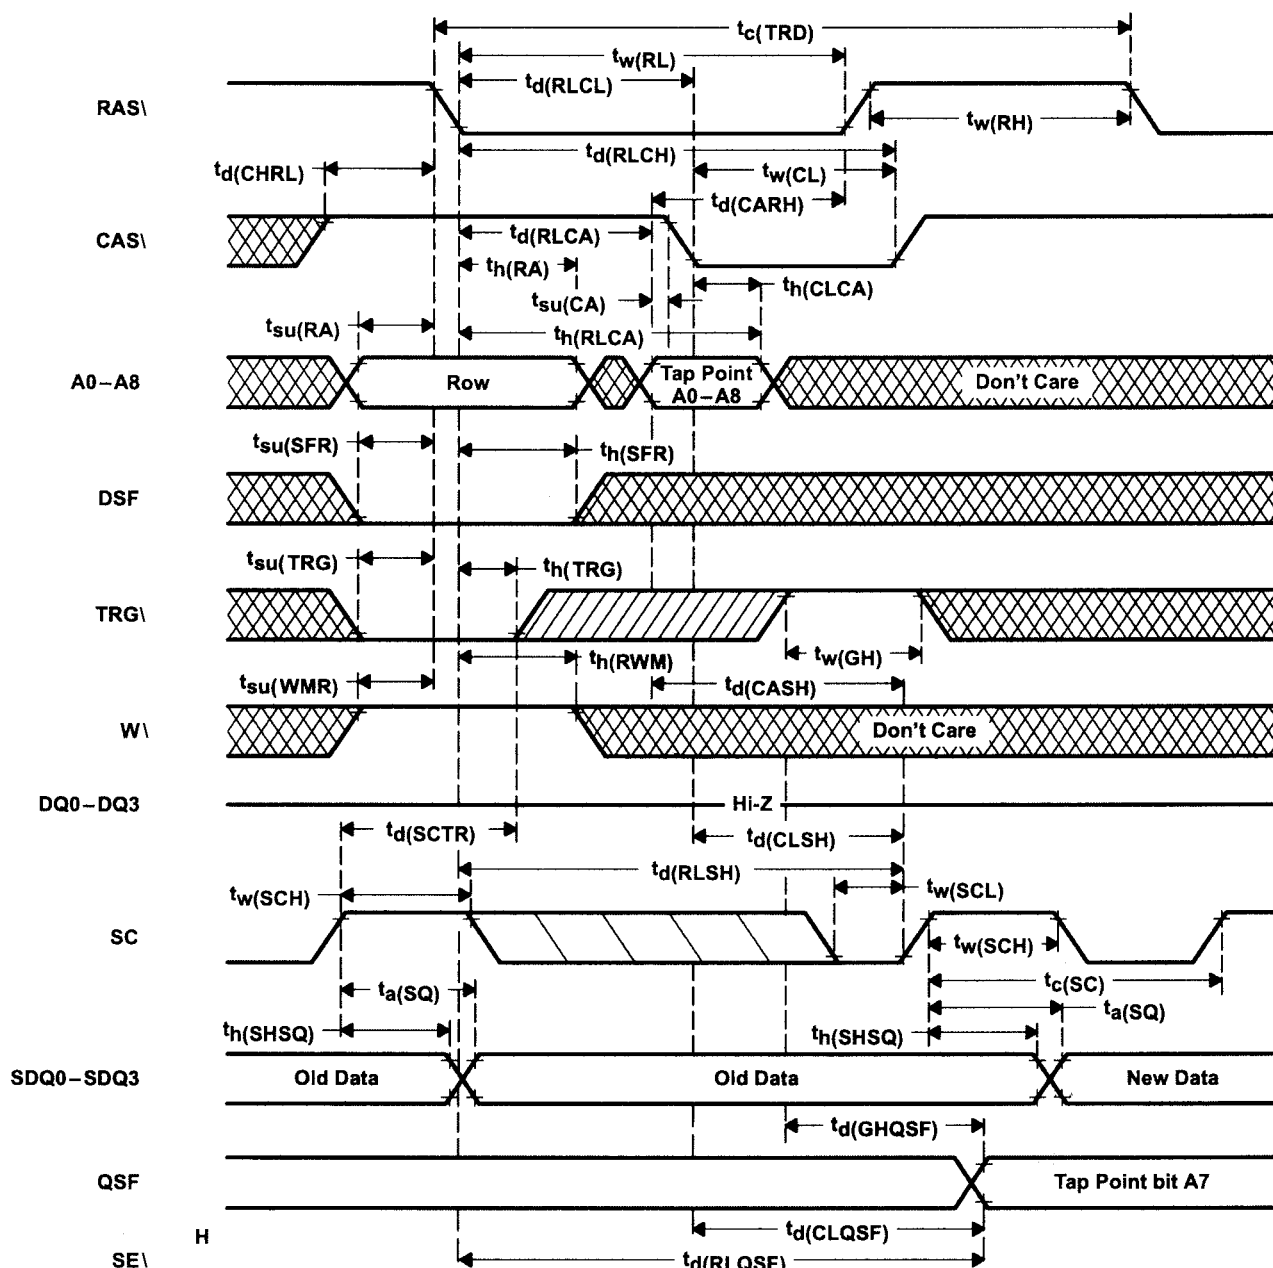 tc(TRD)
tw(RL)
td(RLCL)
RAS\
tw(RH)
td(RLCH)
td(CHRL)
tw(CL)
td(CARH)
CAS\
td(RLCA)
th(RA)
th(CLCA)
tsu(CA)
tsu(RA)
th(RLCA)
A0–A8
Row
Tap Point
A0–A8
Don't Care
tsu(SFR)
th(SFR)
DSF
tsu(TRG)
th(TRG)
TRG\
th(RWM)
tw(GH)
tsu(WMR)
td(CASH)
W\
Don't Care
DQ0–DQ3
Hi-Z
td(SCTR)
td(CLSH)
td(RLSH)
tw(SCH)
tw(SCL)
SC
tw(SCH)
tc(SC)
ta(SQ)
ta(SQ)
th(SHSQ)
th(SHSQ)
SDQ0–SDQ3
Old Data
Old Data
New Data
td(GHQSF)
QSF
Tap Point bit A7
H
td(CLQSF)
SE\
td(RLQSF)